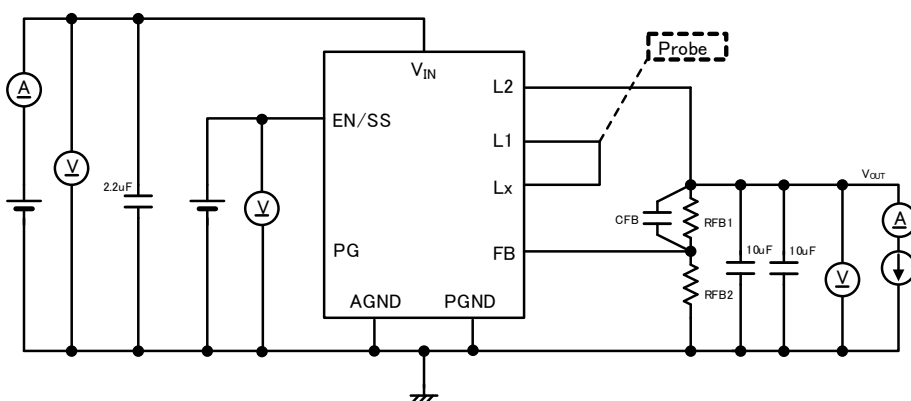 Probe
VIN
L2
A
EN/SS
L1
V
2.2uF
V
Lx
VOUT
CFB
RFB1
A
PG
FB
10uF
10uF
V
RFB2
AGND
PGND